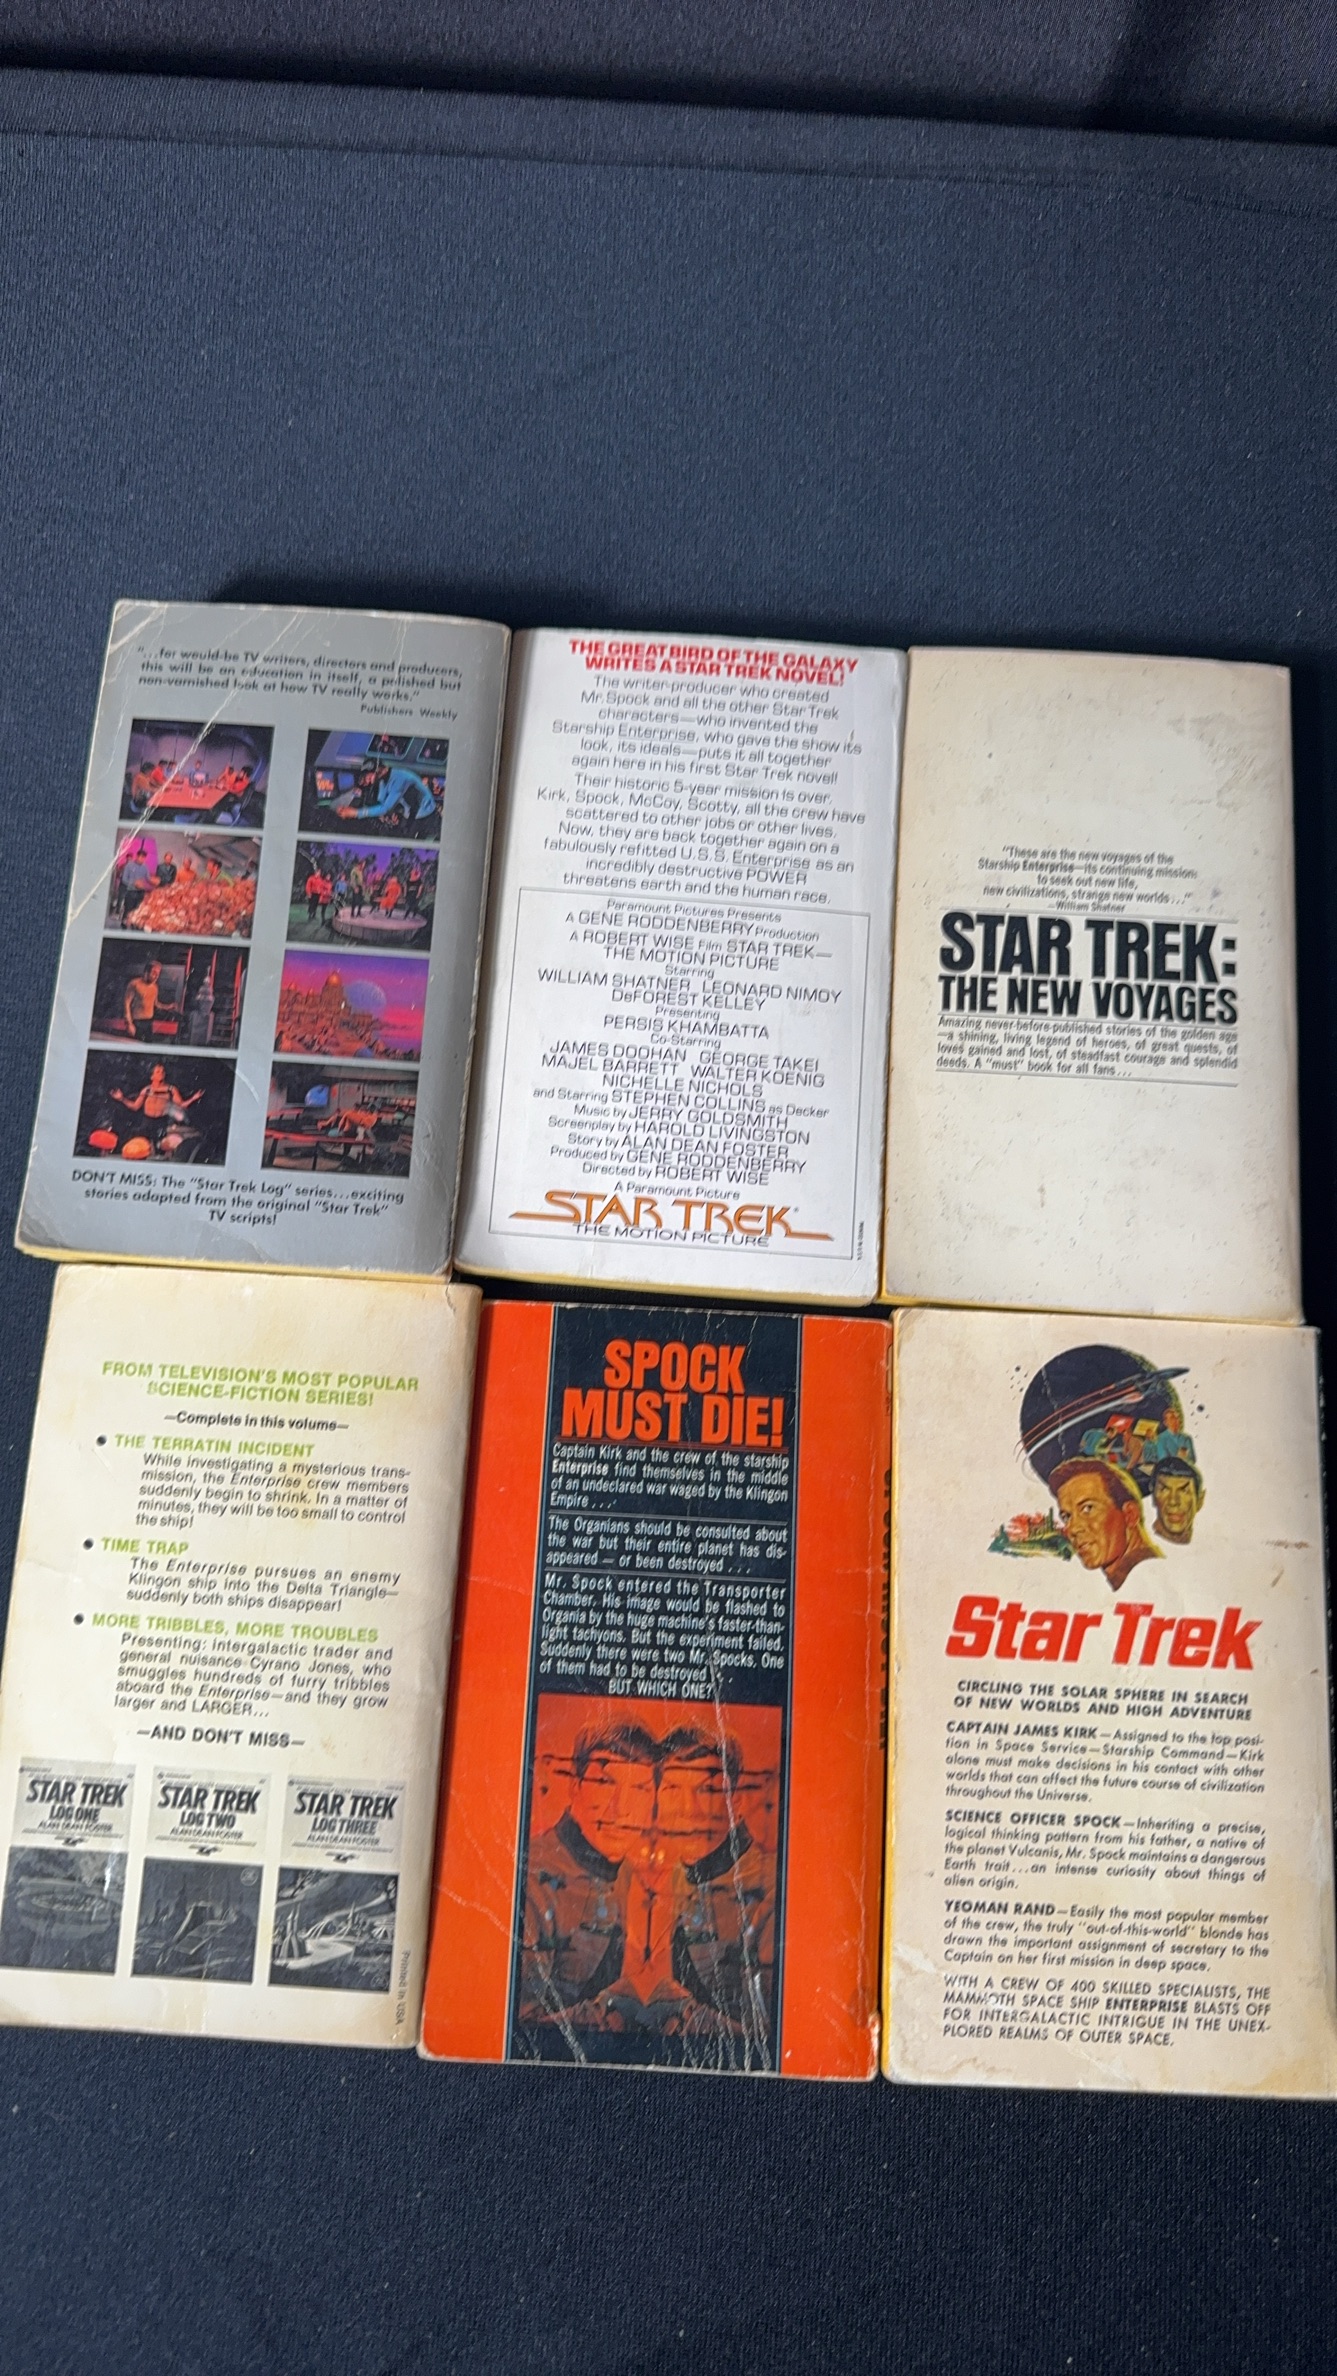 "...for would-be TV writers, directors and producers,
this will be an education in itself, a polished but
non-varnished look at how TV really works."
Publishers Weekly
DON'T MISS: The "Star Trek Log" series...exciting
stories adapted from the original "Star Trek"
TV scripts!
THE GREAT BIRD OF THE GALAXY
WRITES A STAR TREK NOVEL!
The writer-producer who created
Mr. Spock and all the other Star Trek
characters—who invented the
Starship Enterprise, who gave the show its
look, its ideals—puts it all together
again here in his first Star Trek novel!
Their historic 5-year mission is over.
Kirk, Spock, McCoy, Scotty, all the crew have
scattered to other jobs or other lives.
Now, they are back together again on a
fabulously refitted U.S.S. Enterprise as an
incredibly destructive POWER
threatens earth and the human race.
Paramount Pictures Presents
A GENE RODDENBERRY Production
A ROBERT WISE Film STAR TREK—
THE MOTION PICTURE
Starring
WILLIAM SHATNER LEONARD NIMOY
DeFOREST KELLEY
Presenting
PERSIS KHAMBATTA
Co-Starring
JAMES DOOHAN GEORGE TAKEI
MAJEL BARRETT WALTER KOENIG
NICHELLE NICHOLS
and Starring STEPHEN COLLINS as Decker
Music by JERRY GOLDSMITH
Screenplay by HAROLD LIVINGSTON
Story by ALAN DEAN FOSTER
Produced by GENE RODDENBERRY
Directed by ROBERT WISE
A Paramount Picture
STAR TREK
THE MOTION PICTURE
"These are the new voyages of the
Starship Enterprise—its continuing mission:
to seek out new life,
new civilizations, strange new worlds..."
—William Shatner
STAR TREK:
THE NEW VOYAGES
Amazing never-before-published stories of the golden age
—a shining, living legend of heroes, of great quests, of
loves gained and lost, of steadfast courage and splendid
deeds. A "must" book for all fans...
FROM TELEVISION'S MOST POPULAR
SCIENCE-FICTION SERIES!
—Complete in this volume—
● THE TERRATIN INCIDENT
While investigating a mysterious trans-
mission, the Enterprise crew members
suddenly begin to shrink. In a matter of
minutes, they will be too small to control
the ship!
● TIME TRAP
The Enterprise pursues an enemy
Klingon ship into the Delta Triangle—
suddenly both ships disappear!
● MORE TRIBBLES, MORE TROUBLES
Presenting: intergalactic trader and
general nuisance Cyrano Jones, who
smuggles hundreds of furry tribbles
aboard the Enterprise—and they grow
larger and LARGER...
—AND DON'T MISS—
STAR TREK
LOG ONE
ALAN DEAN FOSTER
STAR TREK
LOG TWO
ALAN DEAN FOSTER
STAR TREK
LOG THREE
ALAN DEAN FOSTER
Printed in USA
SPOCK
MUST DIE!
Captain Kirk and the crew of the starship
Enterprise find themselves in the middle
of an undeclared war waged by the Klingon
Empire...
The Organians should be consulted about
the war but their entire planet has dis-
appeared — or been destroyed...
Mr. Spock entered the Transporter
Chamber. His image would be flashed to
Organia by the huge machine's faster-than-
light tachyons. But the experiment failed.
Suddenly there were two Mr. Spocks. One
of them had to be destroyed
BUT WHICH ONE?
Star Trek
CIRCLING THE SOLAR SPHERE IN SEARCH
OF NEW WORLDS AND HIGH ADVENTURE
CAPTAIN JAMES KIRK—Assigned to the top posi-
tion in Space Service—Starship Command—Kirk
alone must make decisions in his contact with other
worlds that can affect the future course of civilization
throughout the Universe.
SCIENCE OFFICER SPOCK—Inheriting a precise,
logical thinking pattern from his father, a native of
the planet Vulcanis, Mr. Spock maintains a dangerous
Earth trait...an intense curiosity about things of
alien origin.
YEOMAN RAND—Easily the most popular member
of the crew, the truly "out-of-this-world" blonde has
drawn the important assignment of secretary to the
Captain on her first mission in deep space.
WITH A CREW OF 400 SKILLED SPECIALISTS, THE
MAMMOTH SPACE SHIP ENTERPRISE BLASTS OFF
FOR INTERGALACTIC INTRIGUE IN THE UNEX-
PLORED REALMS OF OUTER SPACE.